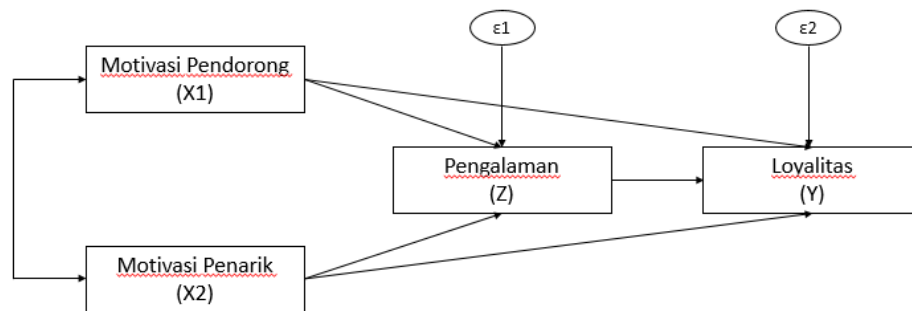 ε1
ε2
Motivasi Pendorong
(X1)
Pengalaman
(Z)
Loyalitas
(Y)
Motivasi Penarik
(X2)